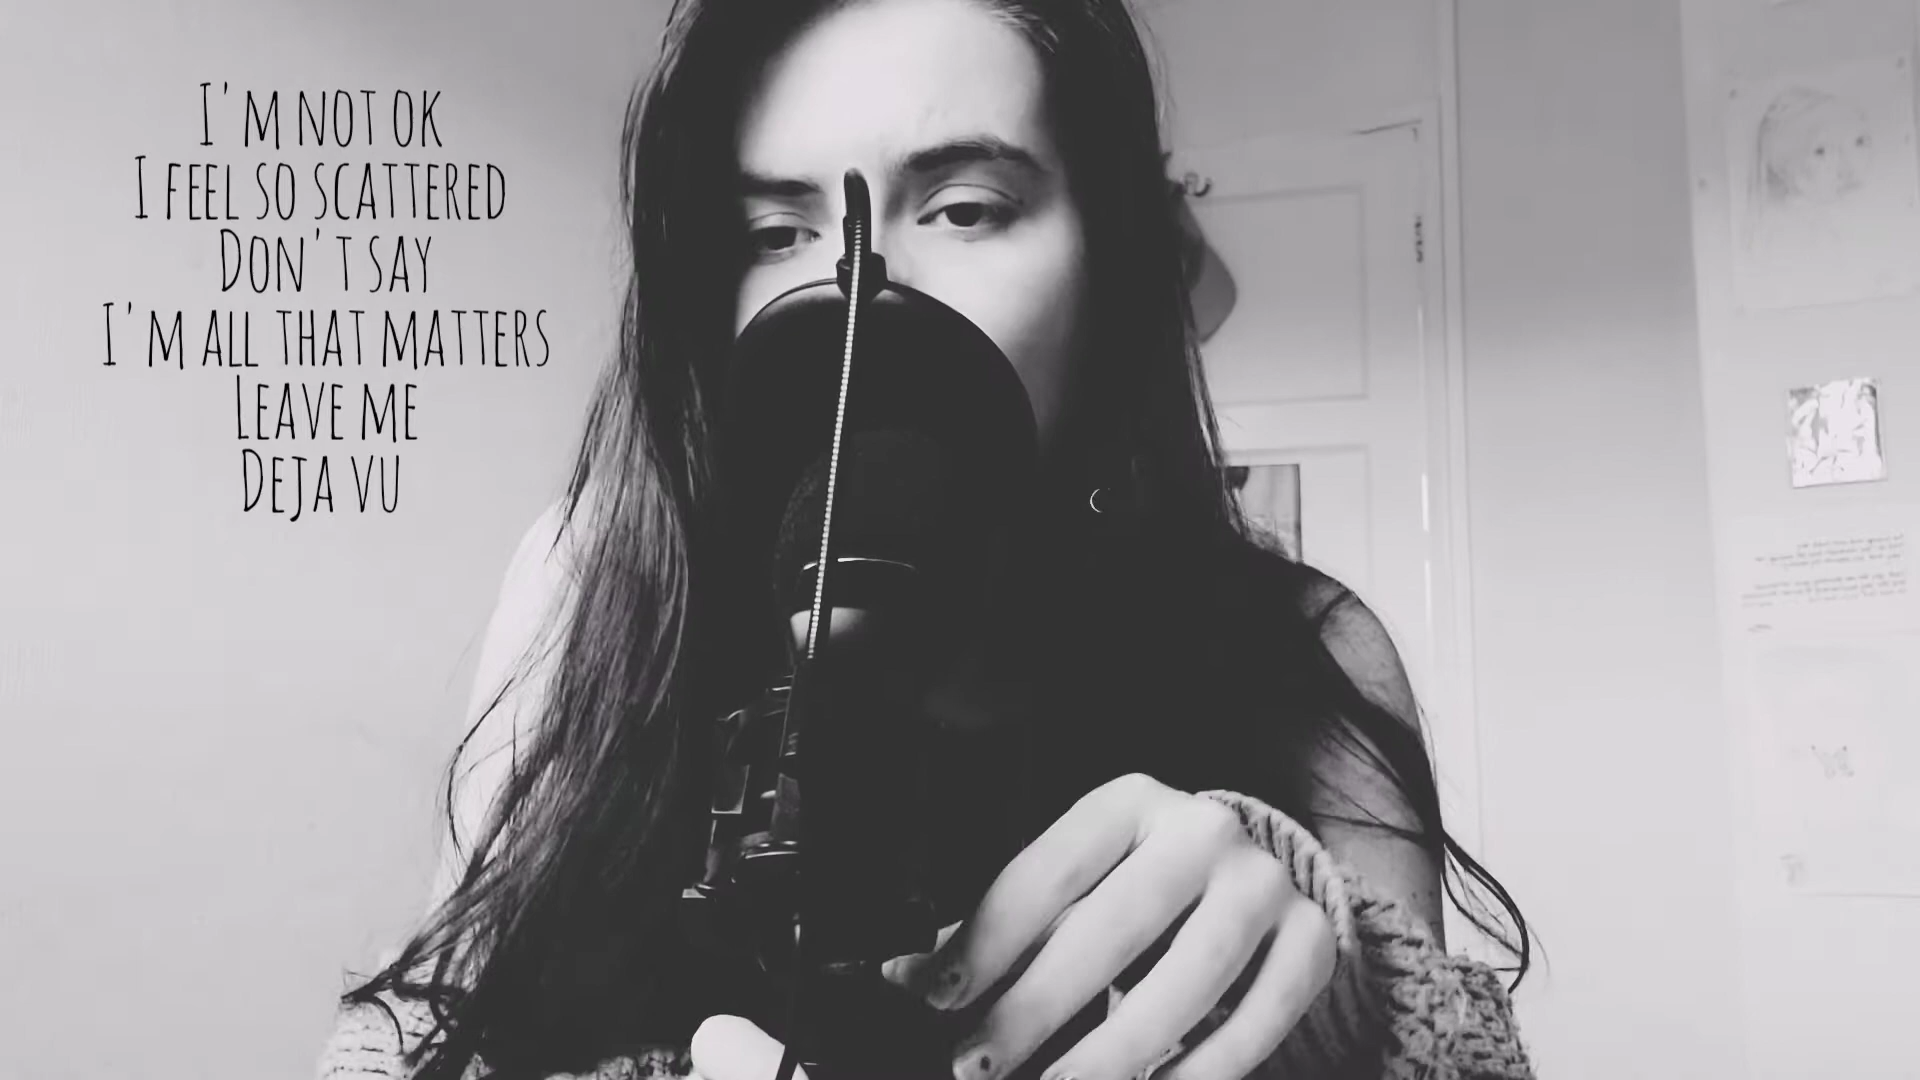 I'm not ok
I feel so scattered
Don't say
I'm all that matters
Leave me
Deja vu